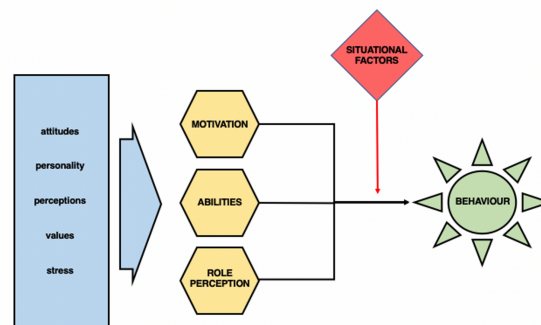 attitudes
personality
perceptions
values
stress
MOTIVATION
ABILITIES
ROLE
PERCEPTION
SITUATIONAL
FACTORS
BEHAVIOUR